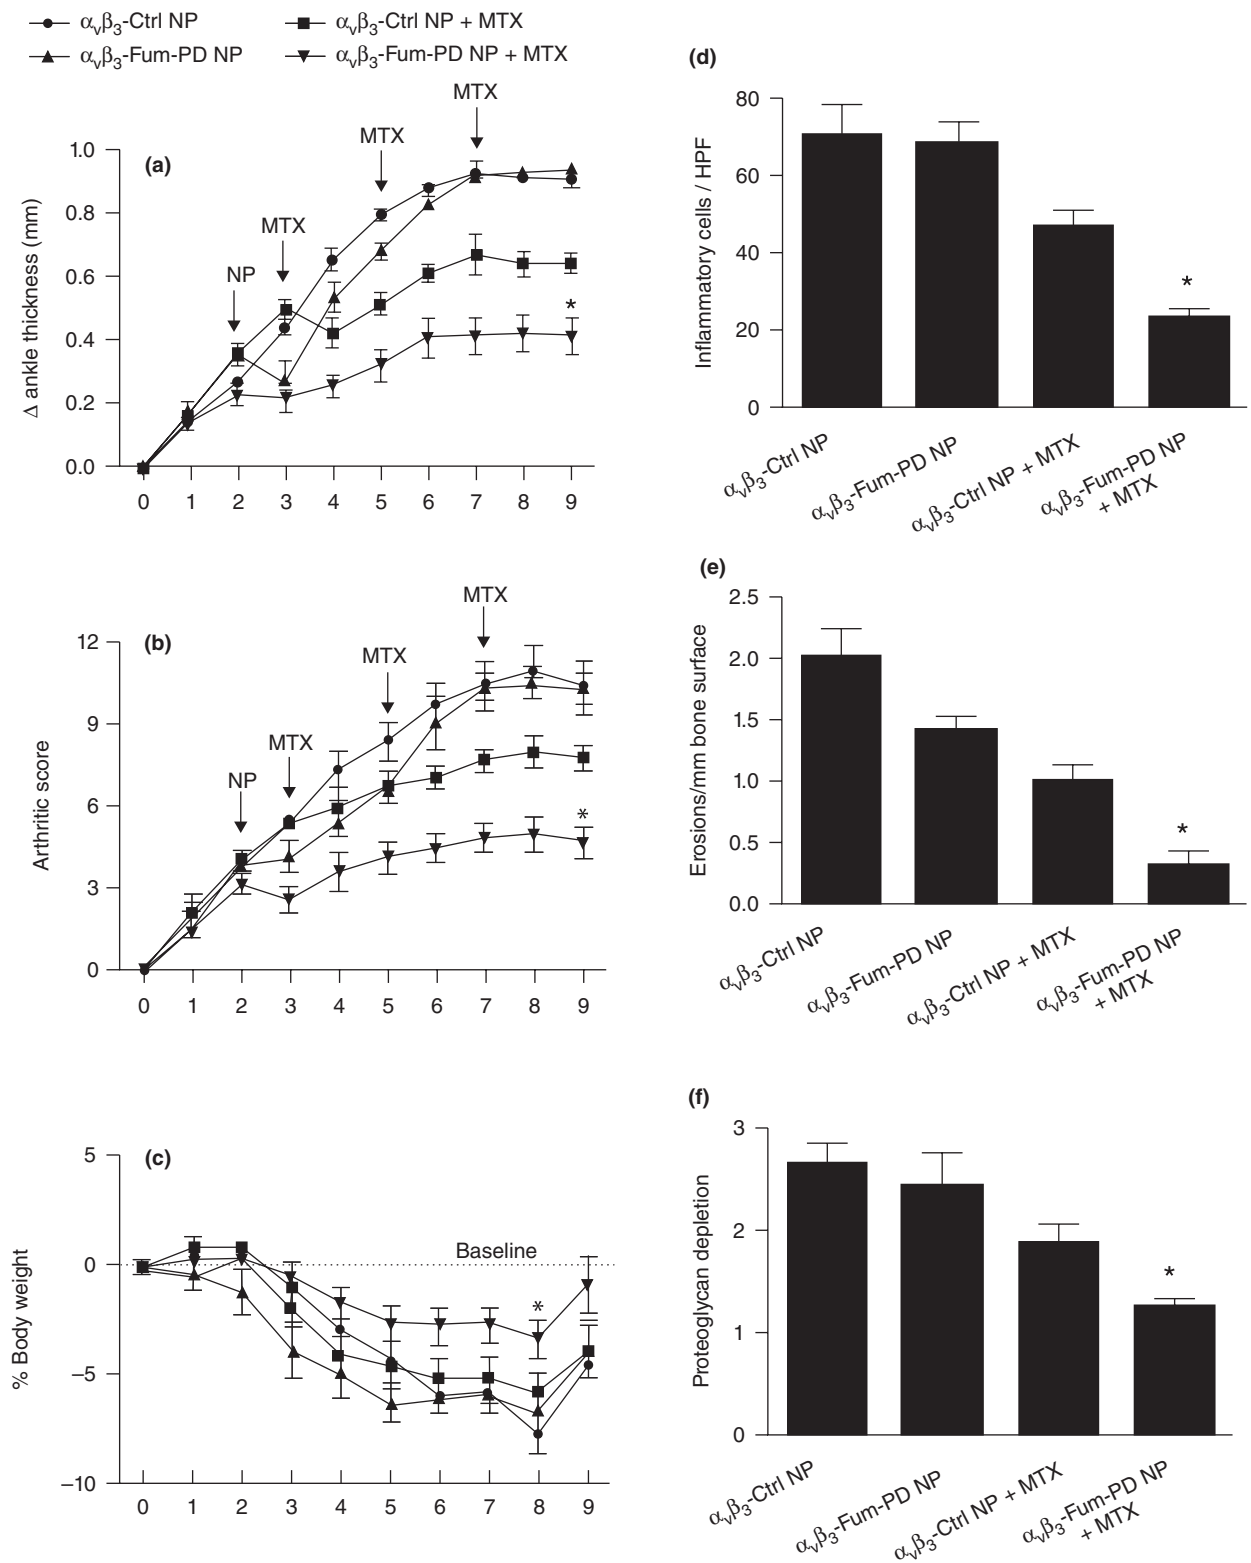 αvβ3-Ctrl NP
αvβ3-Ctrl NP + MTX
αvβ3-Fum-PD NP
αvβ3-Fum-PD NP + MTX
(a)
Δ ankle thickness (mm)
1.0
0.8
0.6
0.4
0.2
0.0
NP
MTX
MTX
MTX
*
0 1 2 3 4 5 6 7 8 9
(b)
Arthritic score
12
9
6
3
0
NP
MTX
MTX
MTX
*
0 1 2 3 4 5 6 7 8 9
(c)
% Body weight
5
0
–5
–10
Baseline
*
0 1 2 3 4 5 6 7 8 9
(d)
Inflammatory cells / HPF
80
60
40
20
0
*
αvβ3-Ctrl NP
αvβ3-Fum-PD NP
αvβ3-Ctrl NP + MTX
αvβ3-Fum-PD NP
+ MTX
(e)
Erosions/mm bone surface
2.5
2.0
1.5
1.0
0.5
0.0
*
αvβ3-Ctrl NP
αvβ3-Fum-PD NP
αvβ3-Ctrl NP + MTX
αvβ3-Fum-PD NP
+ MTX
(f)
Proteoglycan depletion
3
2
1
0
*
αvβ3-Ctrl NP
αvβ3-Fum-PD NP
αvβ3-Ctrl NP + MTX
αvβ3-Fum-PD NP
+ MTX